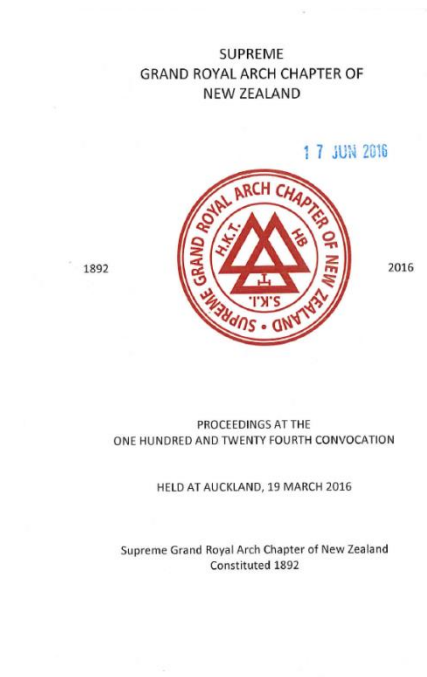 SUPREME
GRAND ROYAL ARCH CHAPTER OF
NEW ZEALAND
17 JUN 2016
SUPREME GRAND ROYAL ARCH CHAPTER OF NEW ZEALAND •
H.K.T.
HB
S.K.I.
1892
2016
PROCEEDINGS AT THE
ONE HUNDRED AND TWENTY FOURTH CONVOCATION
HELD AT AUCKLAND, 19 MARCH 2016
Supreme Grand Royal Arch Chapter of New Zealand
Constituted 1892